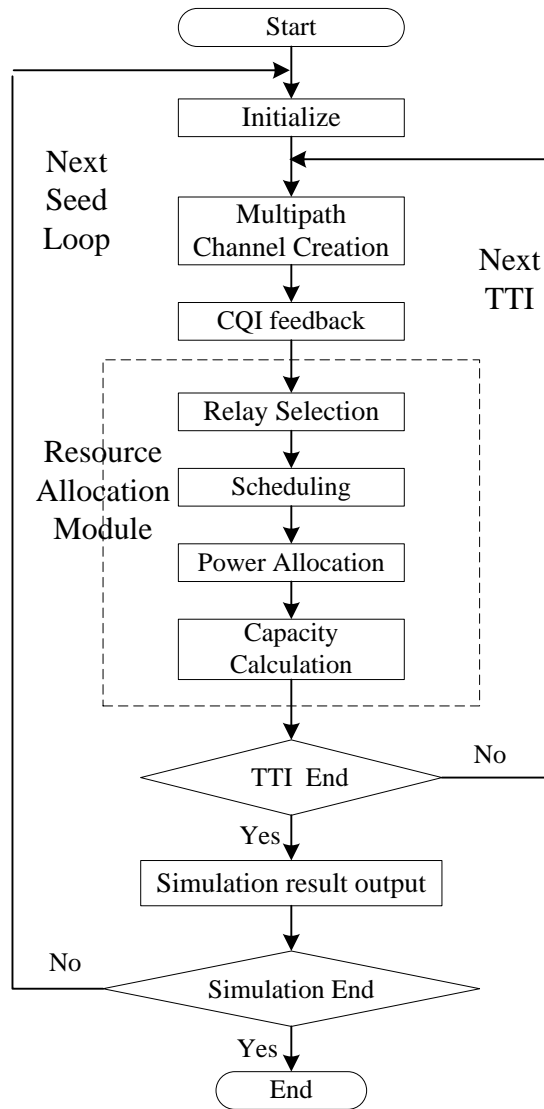 Start
Initialize
Next
Seed
Loop
Multipath
Channel Creation
Next
TTI
CQI feedback
Relay Selection
Resource
Allocation
Module
Scheduling
Power Allocation
Capacity
Calculation
TTI End
No
Yes
Simulation result output
No
Simulation End
Yes
End